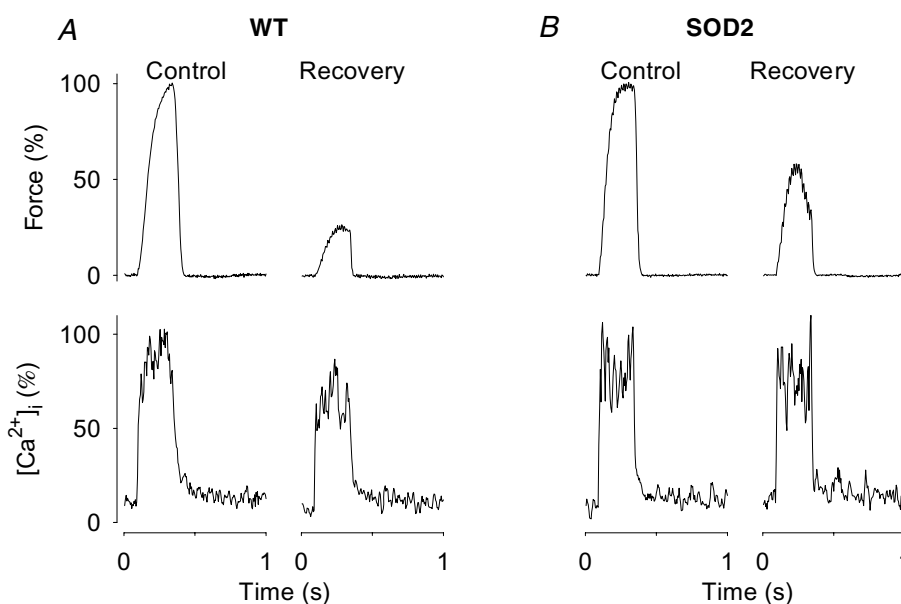 A WT B SOD2
Control Recovery Control Recovery
100
50
0
Force (%)
100
50
0
[Ca2+]i (%)
0 1 0 1 0 1 0 1
Time (s) Time (s)